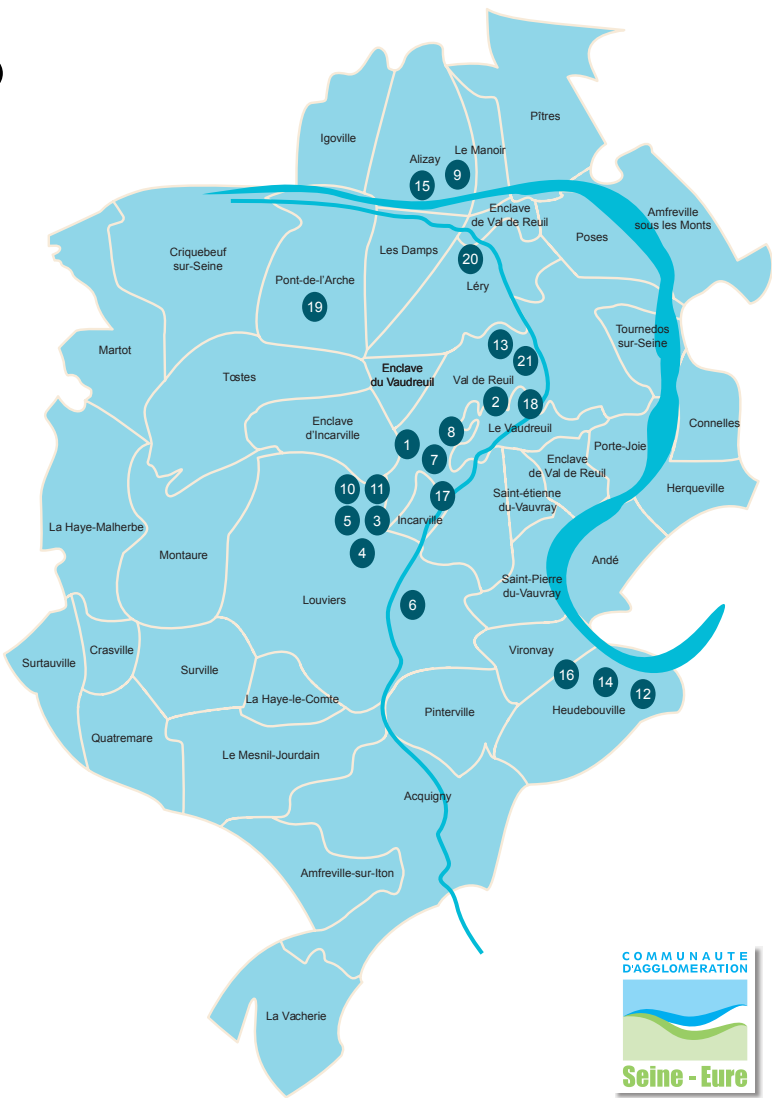 Pîtres
Igoville
Le Manoir
Alizay
9
15
Enclave
de Val de Reuil
Amfreville
sous les Monts
Poses
Criquebeuf
sur-Seine
Les Damps
20
Pont-de-l'Arche
Léry
19
Tournedos
sur-Seine
13
Martot
21
Enclave
du Vaudreuil
Tostes
Val de Reuil
2
18
Enclave
d'Incarville
Connelles
8
Le Vaudreuil
1
Porte-Joie
7
Enclave
de Val de Reuil
10
11
Herqueville
17
Saint-étienne
du-Vauvray
5
3
Incarville
La Haye-Malherbe
4
Montaure
Andé
Saint-Pierre
du-Vauvray
Louviers
6
Crasville
Vironvay
Surtauville
Surville
16
14
12
La Haye-le-Comte
Pinterville
Heudebouville
Quatremare
Le Mesnil-Jourdain
Acquigny
Amfreville-sur-Iton
La Vacherie
COMMUNAUTE
D'AGGLOMERATION
Seine - Eure